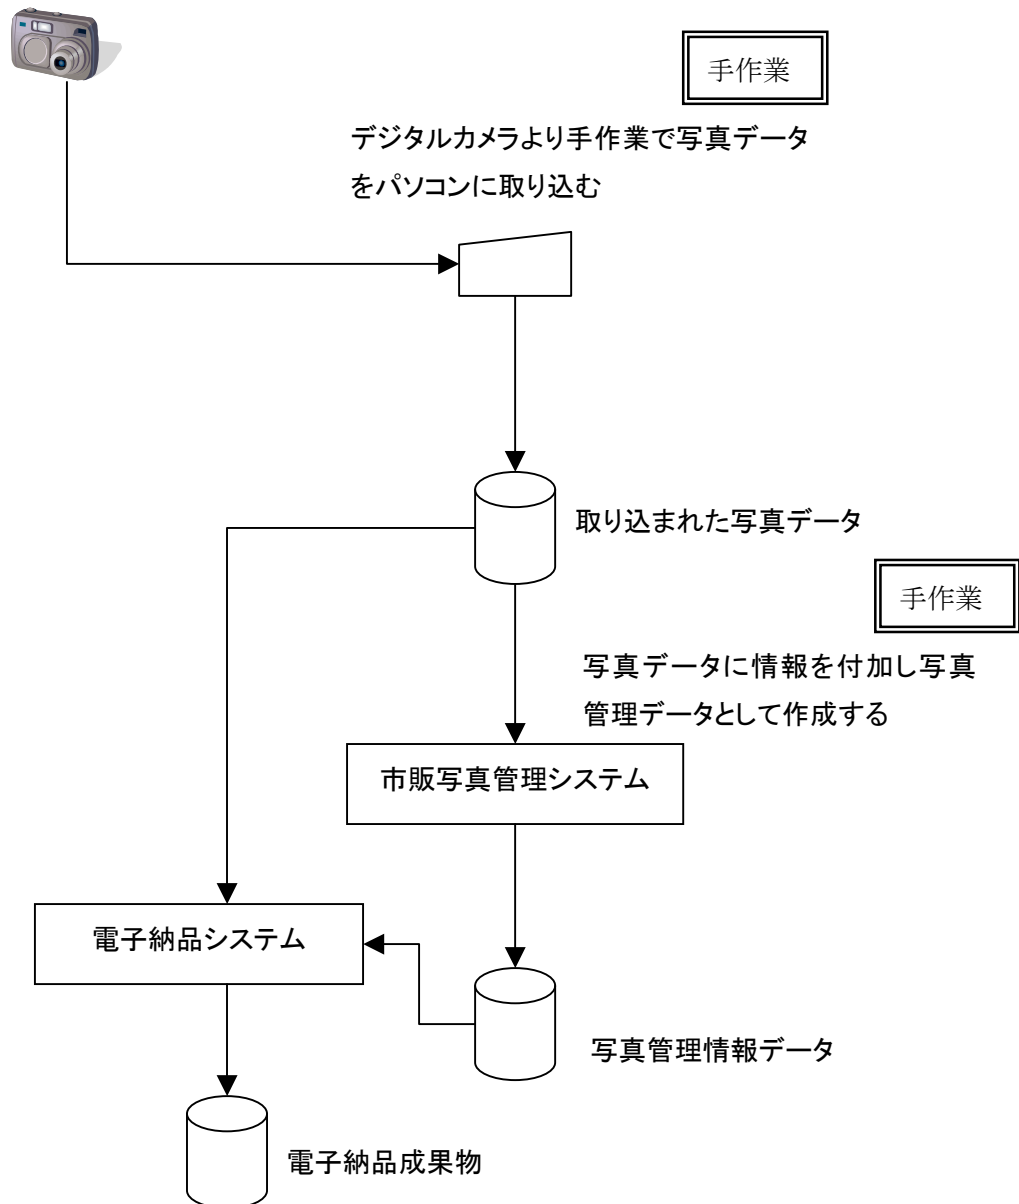 手作業
デジタルカメラより手作業で写真データ
をパソコンに取り込む
取り込まれた写真データ
手作業
写真データに情報を付加し写真
管理データとして作成する
市販写真管理システム
電子納品システム
写真管理情報データ
電子納品成果物